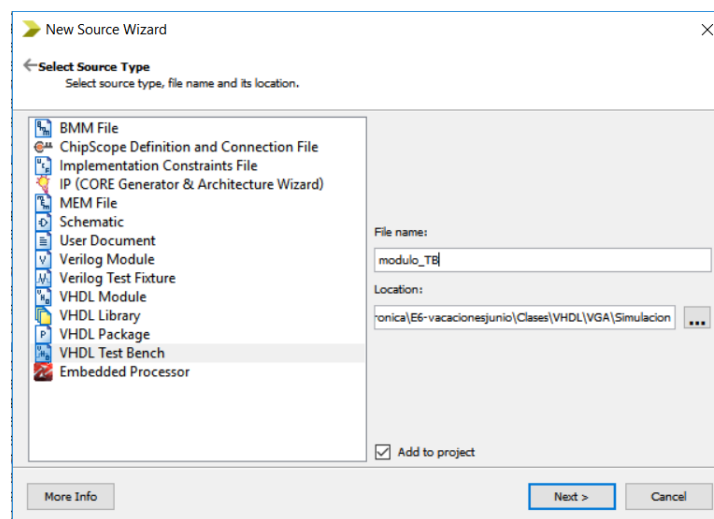 New Source Wizard
Select Source Type
Select source type, file name and its location.
BMM File
ChipScope Definition and Connection File
Implementation Constraints File
IP (CORE Generator & Architecture Wizard)
MEM File
Schematic
User Document
Verilog Module
Verilog Test Fixture
VHDL Module
VHDL Library
VHDL Package
VHDL Test Bench
Embedded Processor
File name:
modulo_TB
Location:
ronica\E6-vacacionesjunio\Clases\VHDL\VGA\Simulacion
...
Add to project
More Info
Next >
Cancel